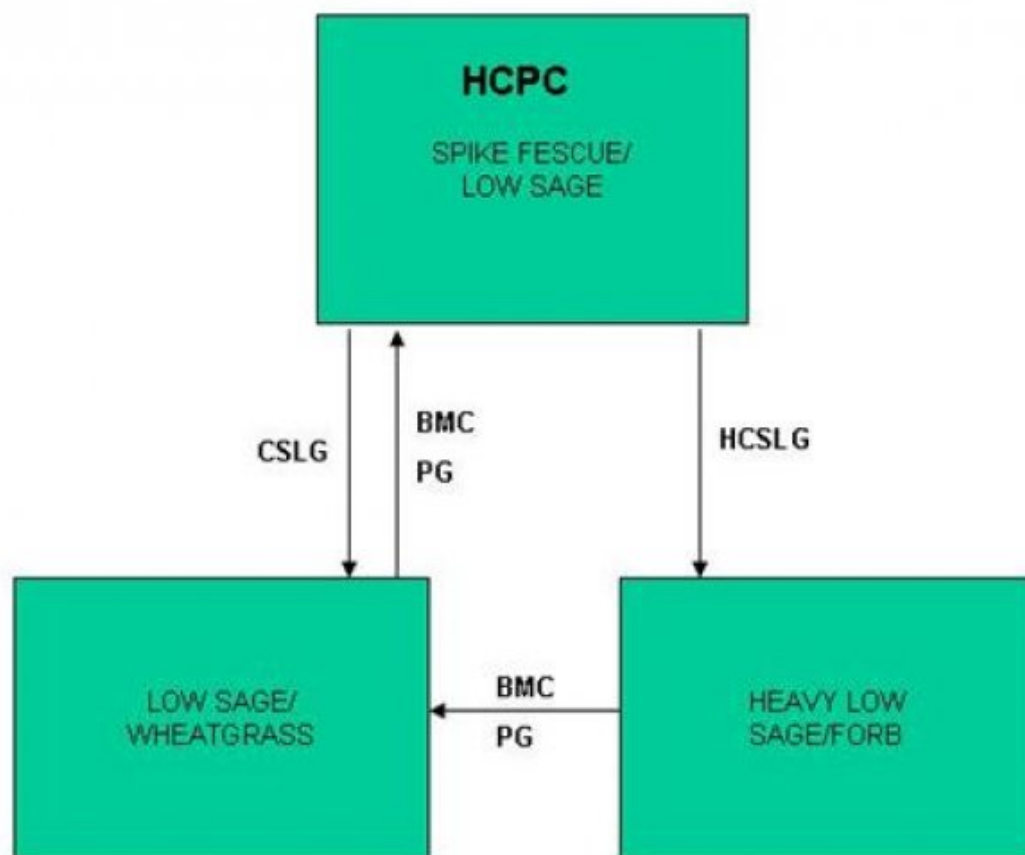 HCPC
SPIKE FESCUE/
LOW SAGE
CSLG
BMC
PG
HCSLG
LOW SAGE/
WHEATGRASS
BMC
PG
HEAVY LOW
SAGE/FORB